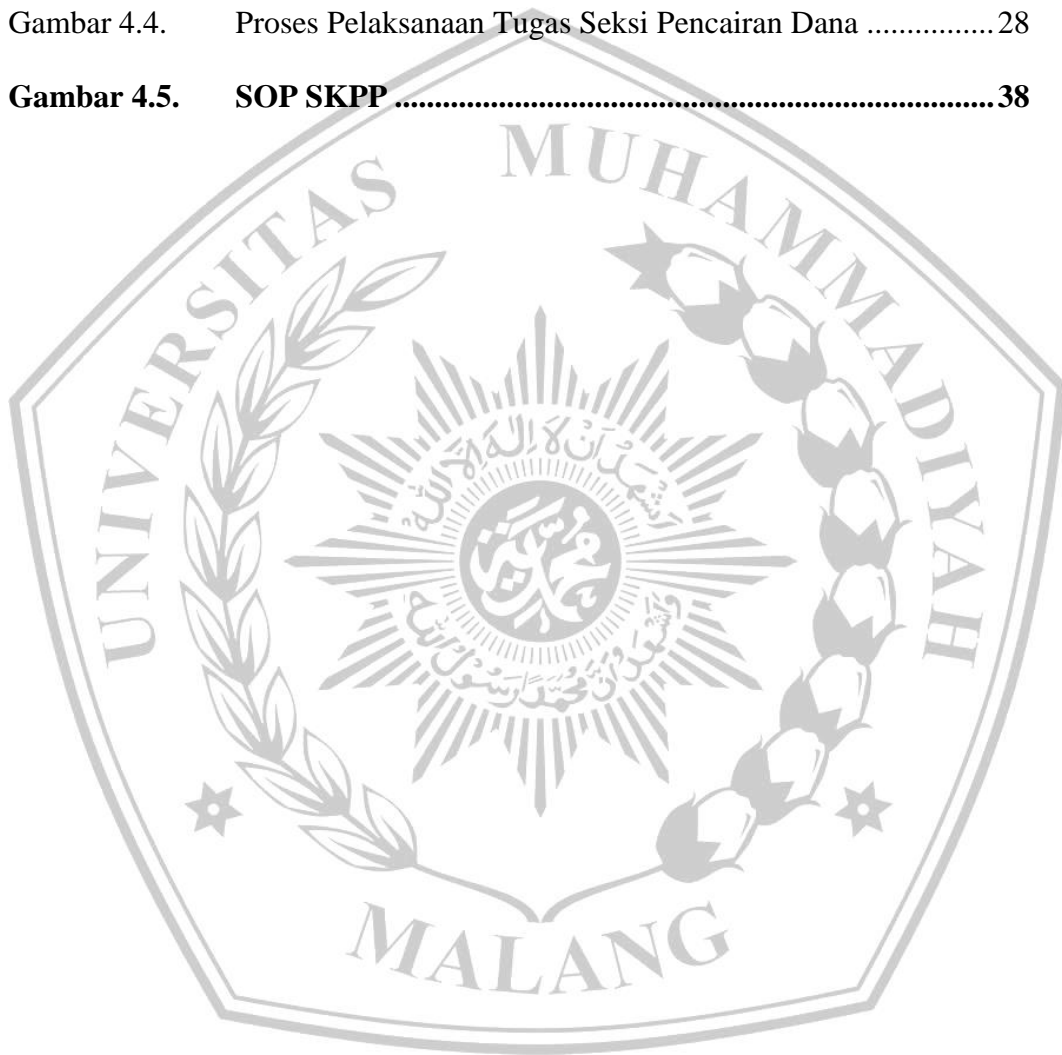 Gambar 4.4. Proses Pelaksanaan Tugas Seksi Pencairan Dana ................ 28
Gambar 4.5. SOP SKPP ........................................................................... 38
UNIVERSITAS MUHAMMADIYAH
MALANG